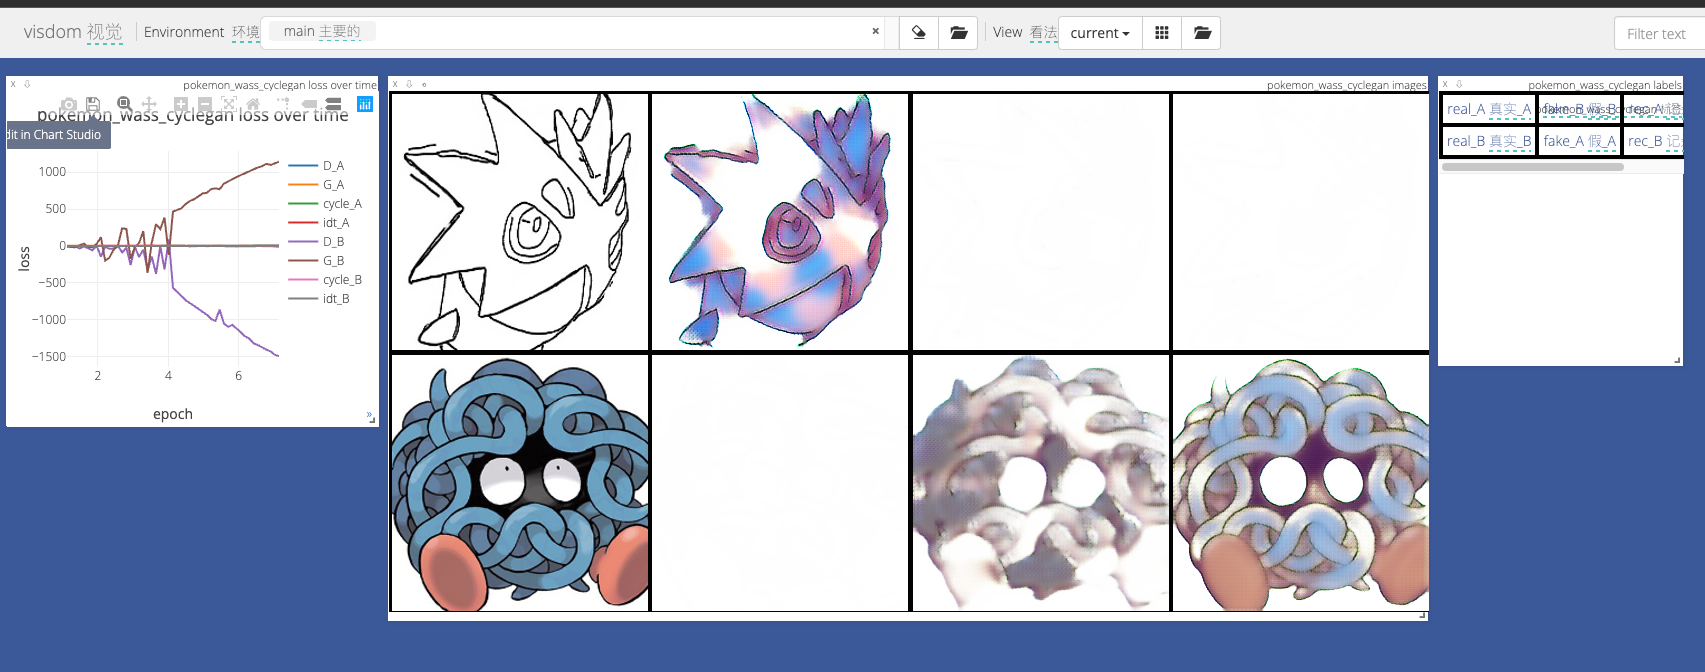 visdom 视觉 Environment 环境 main 主要的 × View 看法 current Filter text
x pokemon_wass_cyclegan loss over time
pokemon_wass_cyclegan loss over time
dit in Chart Studio
1000
500
0
−500
−1000
−1500
2 4 6
loss
epoch
D_A
G_A
cycle_A
idt_A
D_B
G_B
cycle_B
idt_B
»
x pokemon_wass_cyclegan images
x pokemon_wass_cyclegan labels
real_A 真实_A fake_B 假_B rec_A
real_B 真实_B fake_A 假_A rec_B 记